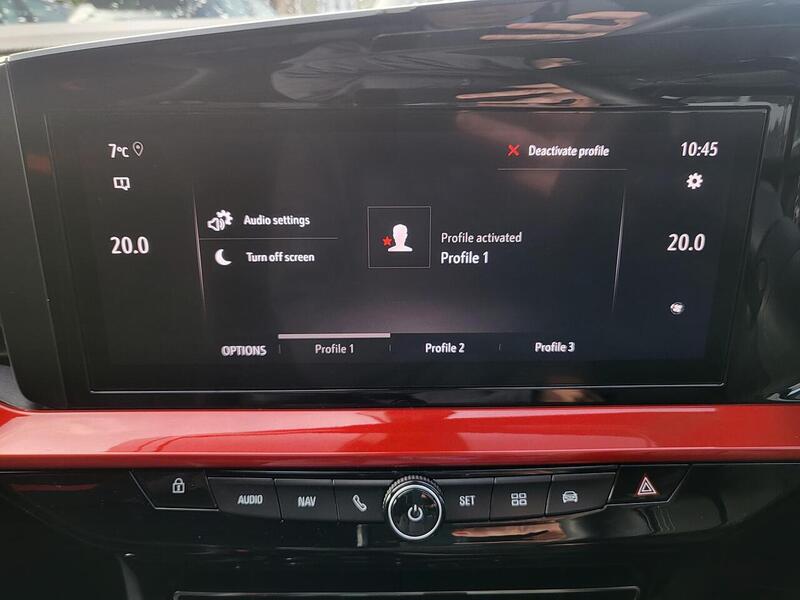 7°C
Deactivate profile
10:45
Audio settings
20.0
Profile activated
20.0
Turn off screen
Profile 1
OPTIONS
Profile 1
Profile 2
Profile 3
AUDIO
NAV
SET